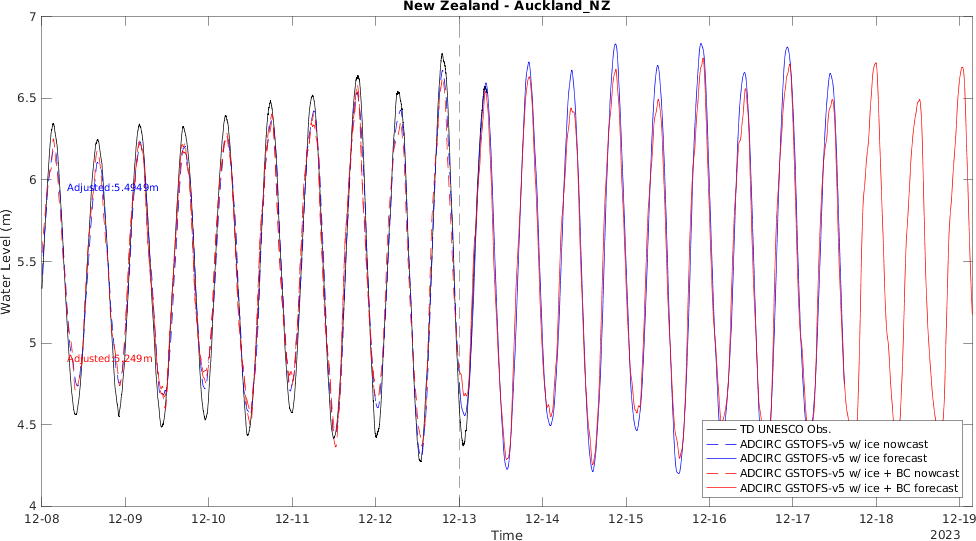 New Zealand - Auckland_NZ
7
6.5
6
5.5
5
4.5
4
Water Level (m)
Adjusted:5.4949m
Adjusted:5.249m
TD UNESCO Obs.
ADCIRC GSTOFS-v5 w/ ice nowcast
ADCIRC GSTOFS-v5 w/ ice forecast
ADCIRC GSTOFS-v5 w/ ice + BC nowcast
ADCIRC GSTOFS-v5 w/ ice + BC forecast
12-08 12-09 12-10 12-11 12-12 12-13 12-14 12-15 12-16 12-17 12-18 12-19
Time
2023